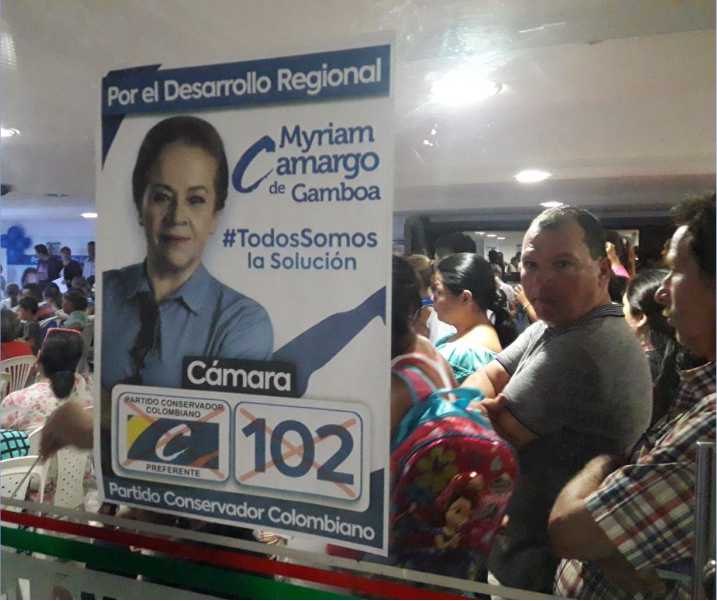 Por el Desarrollo Regional
Myriam
Camargo
de Gamboa
#TodosSomos
la Solución
Cámara
PARTIDO CONSERVADOR
COLOMBIANO
C
PREFERENTE
102
Partido Conservador Colombiano